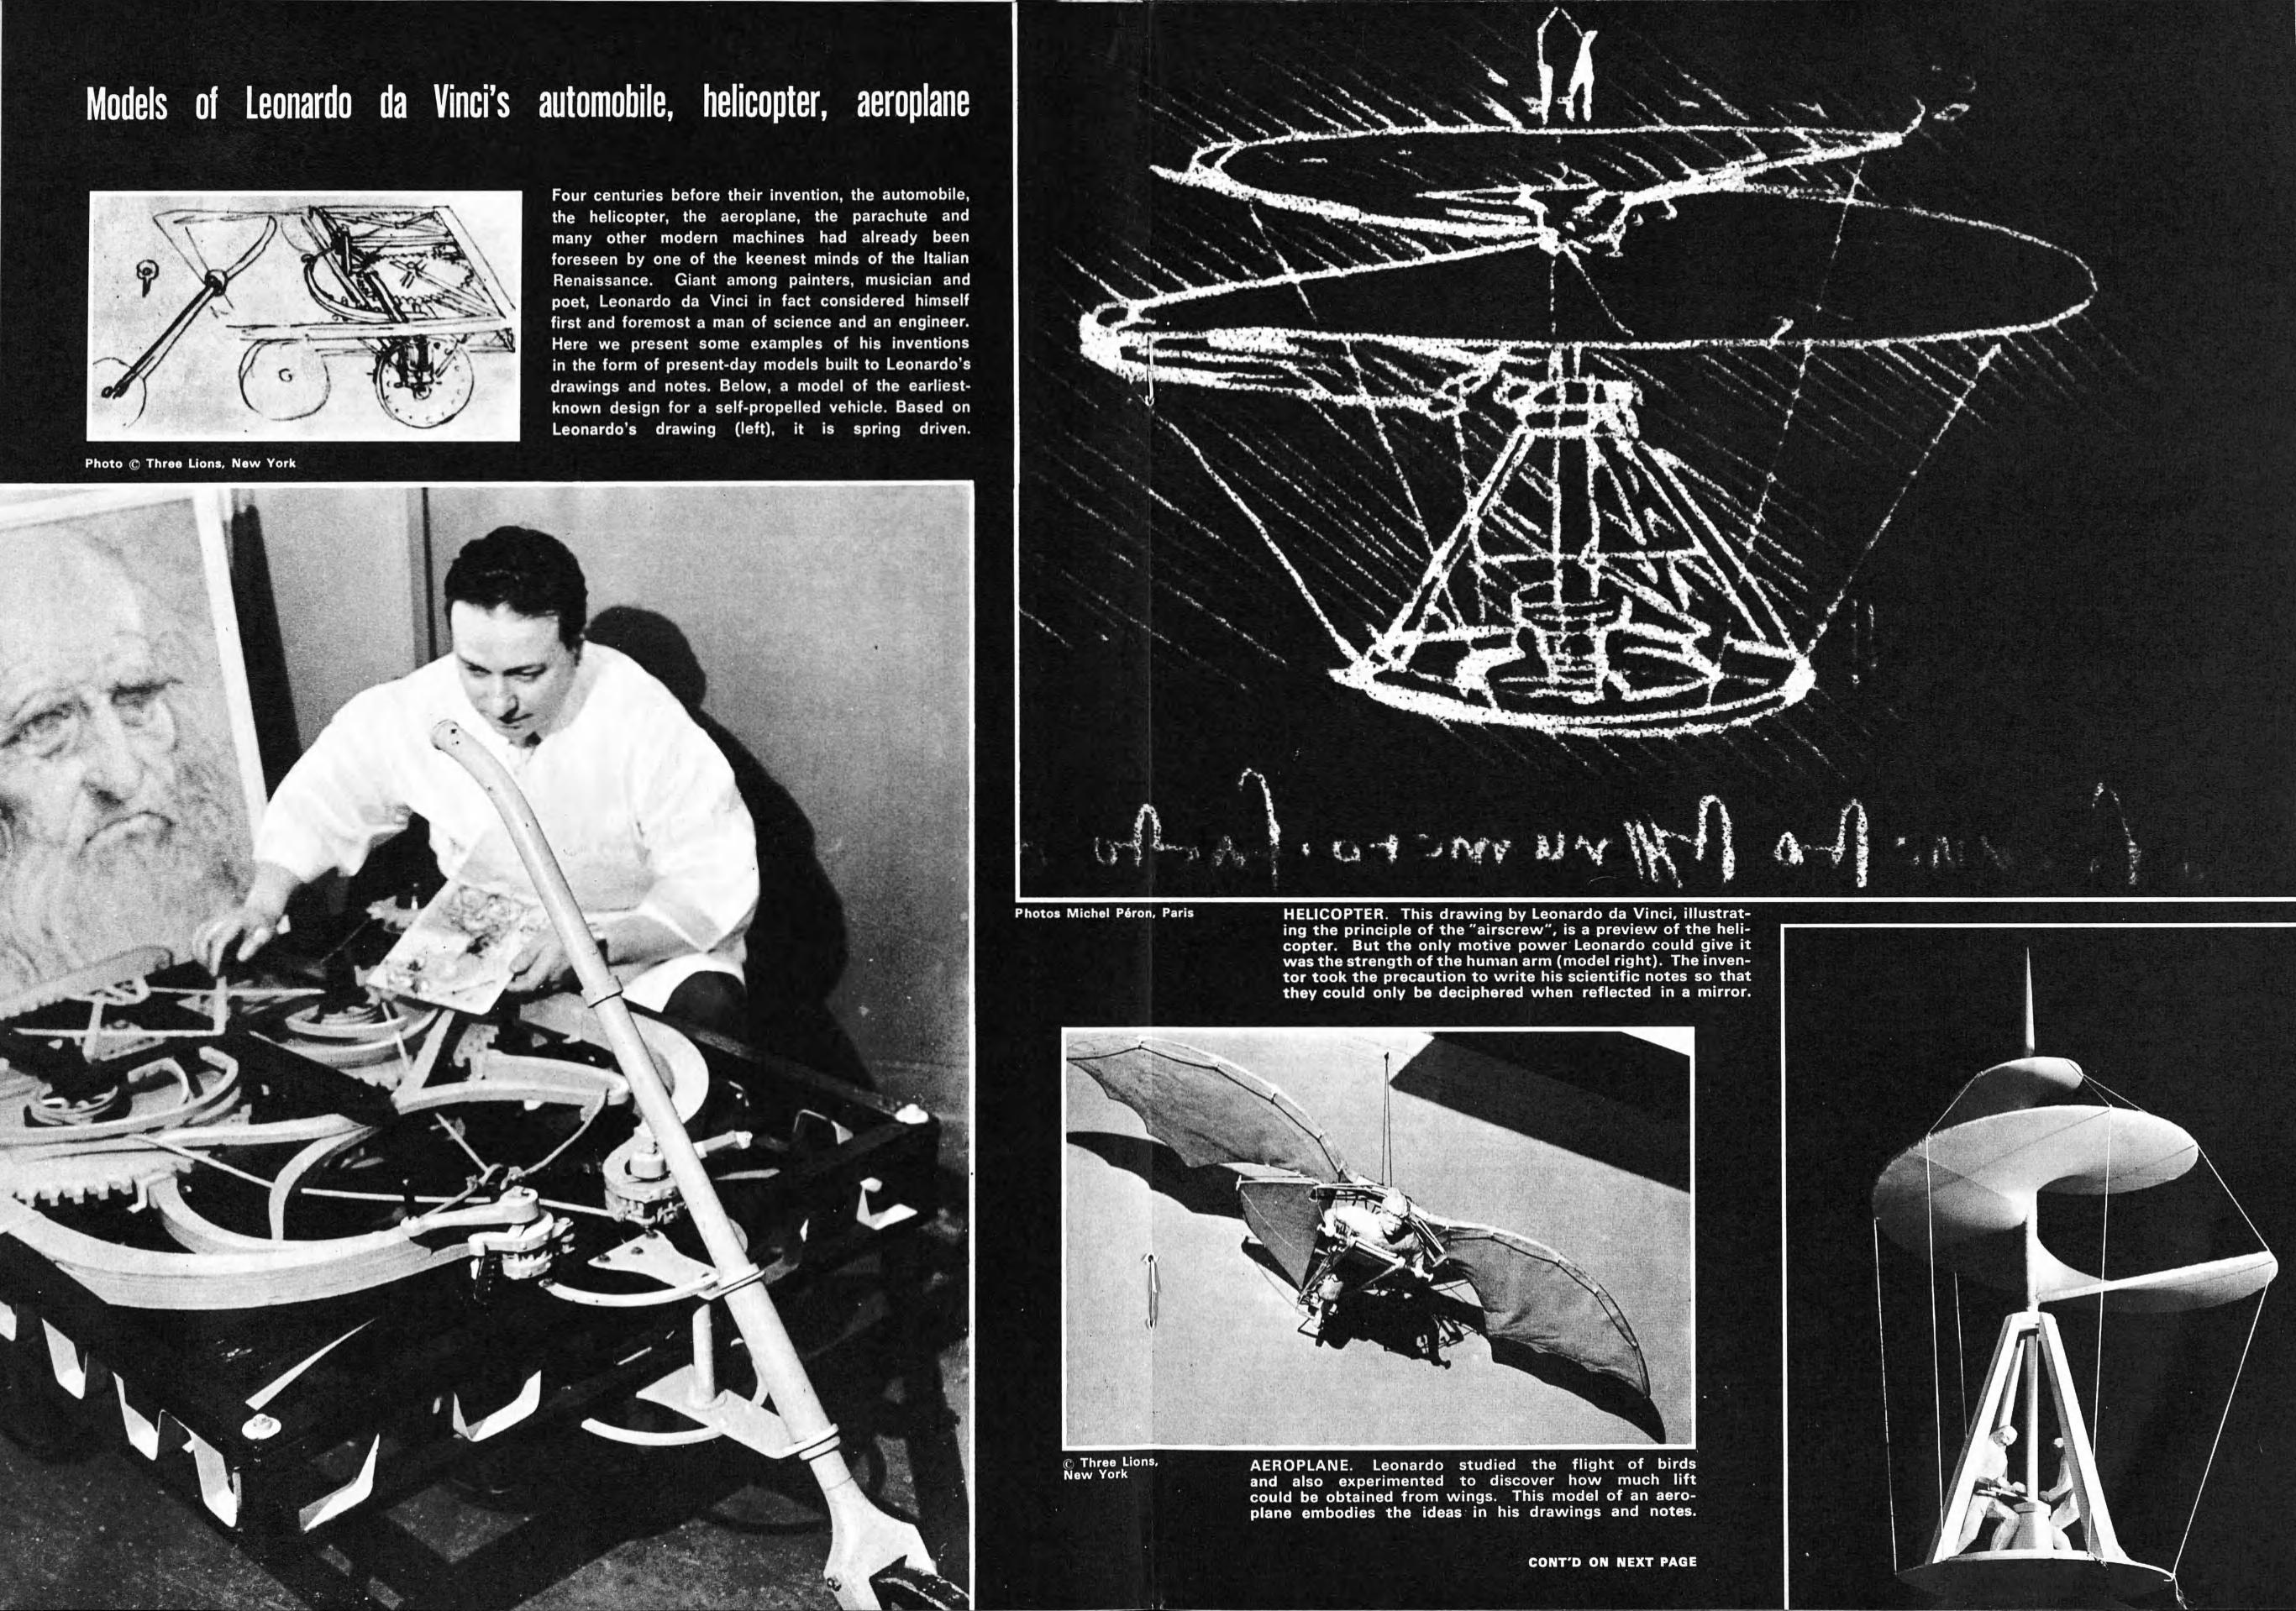 Models of Leonardo da Vinci's automobile, helicopter, aeroplane
Four centuries before their invention, the automobile,
the helicopter, the aeroplane, the parachute and
many other modern machines had already been
foreseen by one of the keenest minds of the Italian
Renaissance. Giant among painters, musician and
poet, Leonardo da Vinci in fact considered himself
first and foremost a man of science and an engineer.
Here we present some examples of his inventions
in the form of present-day models built to Leonardo's
drawings and notes. Below, a model of the earliest-
known design for a self-propelled vehicle. Based on
Leonardo's drawing (left), it is spring driven.
G
Photo © Three Lions, New York
Photos Michel Péron, Paris
HELICOPTER. This drawing by Leonardo da Vinci, illustrat-
ing the principle of the "airscrew", is a preview of the heli-
copter. But the only motive power Leonardo could give it
was the strength of the human arm (model right). The inven-
tor took the precaution to write his scientific notes so that
they could only be deciphered when reflected in a mirror.
© Three Lions,
New York
AEROPLANE. Leonardo studied the flight of birds
and also experimented to discover how much lift
could be obtained from wings. This model of an aero-
plane embodies the ideas in his drawings and notes.
CONT'D ON NEXT PAGE